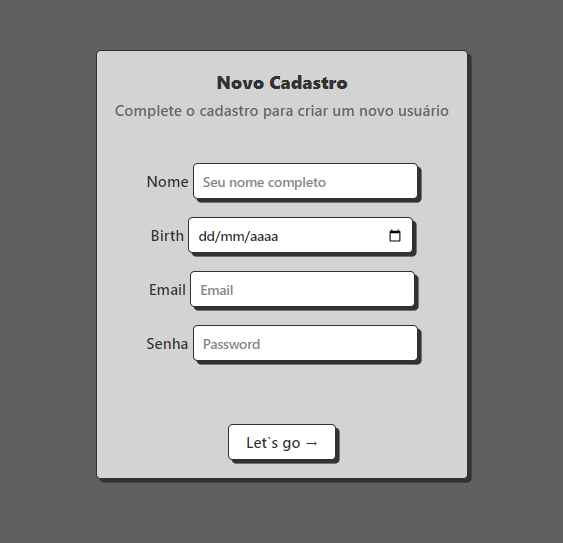 Novo Cadastro
Complete o cadastro para criar um novo usuário
Nome Seu nome completo
Birth dd/mm/aaaa
Email Email
Senha Password
Let`s go →